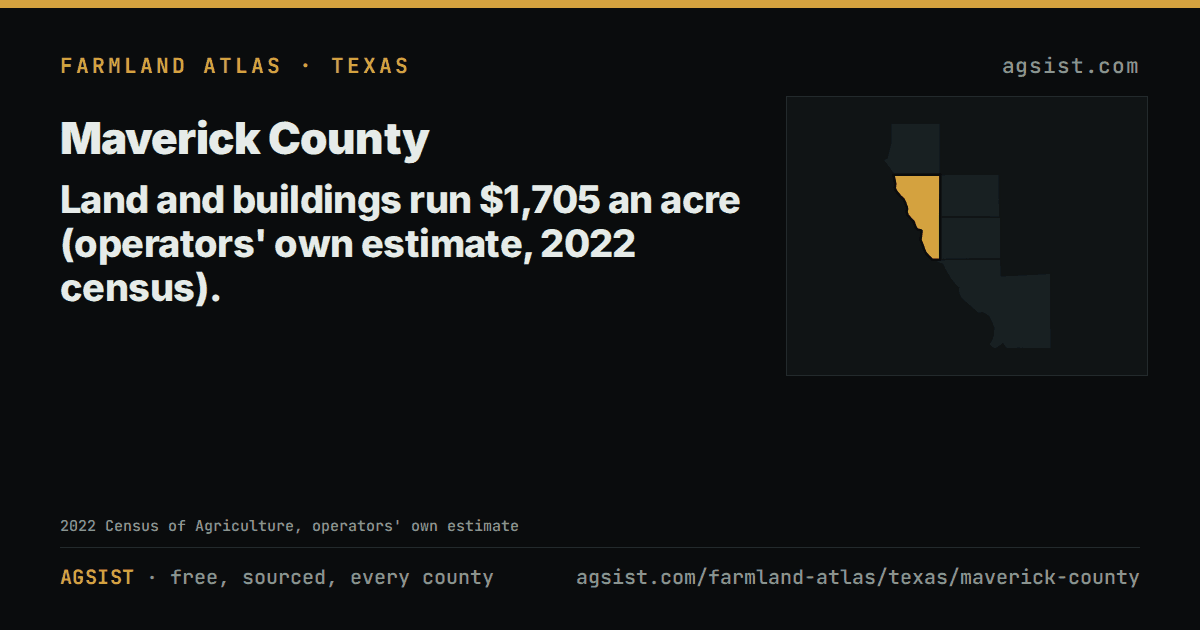 FARMLAND ATLAS · TEXAS
agsist.com
Maverick County
Land and buildings run $1,705 an acre
(operators' own estimate, 2022
census).
2022 Census of Agriculture, operators' own estimate
AGSIST · free, sourced, every county
agsist.com/farmland-atlas/texas/maverick-county